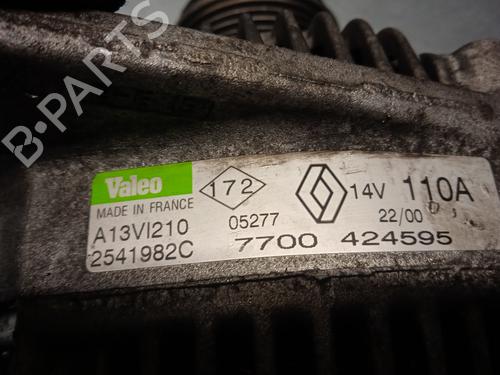 B-PARTS
Valeo
MADE IN FRANCE
A13VI210
2541982C
172
05277
14V 110A
22/00
7700 424595